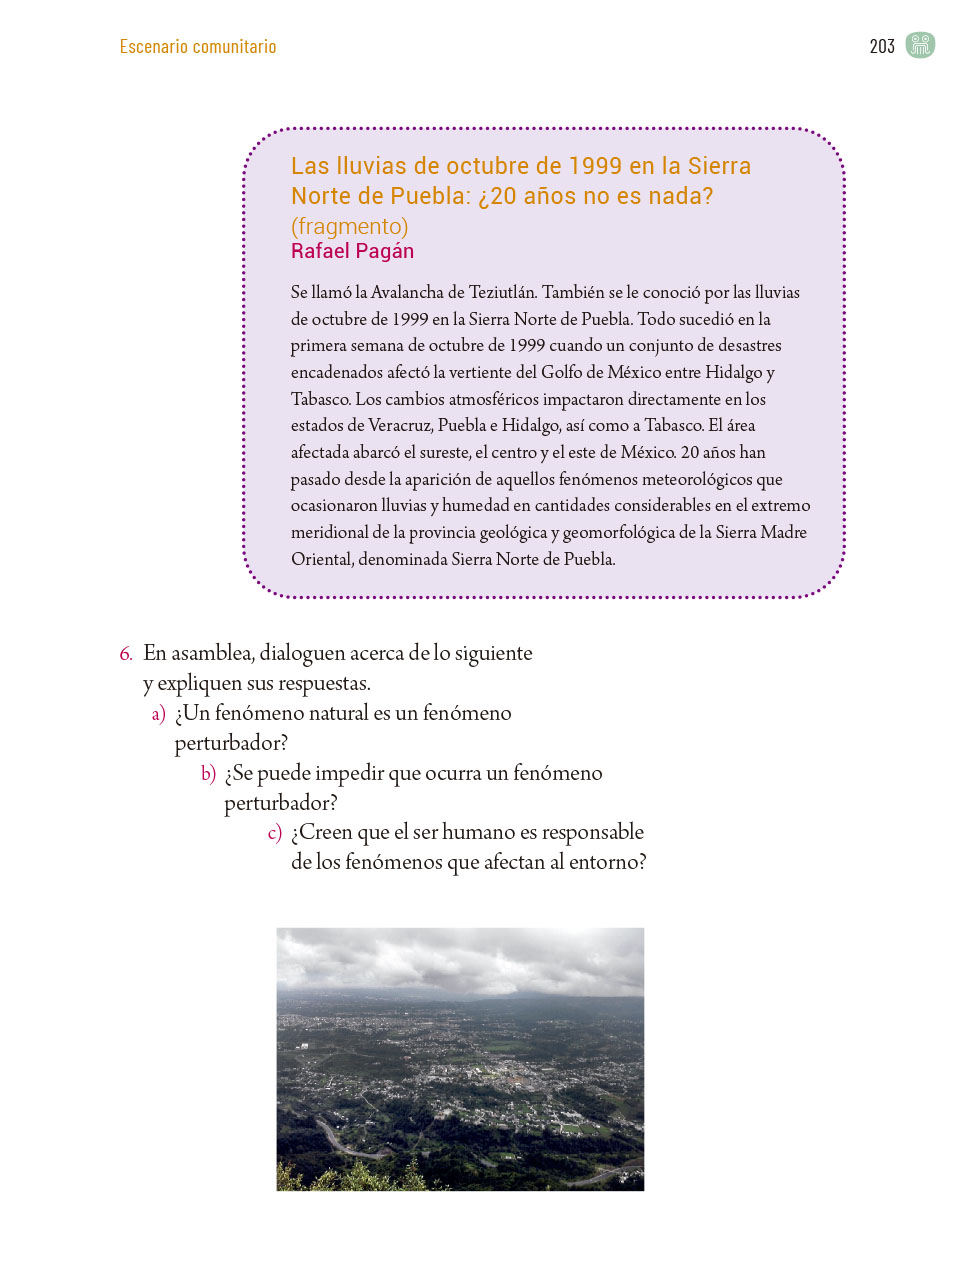 Escenario comunitario
203
Las lluvias de octubre de 1999 en la Sierra
Norte de Puebla: ¿20 años no es nada?
(fragmento)
Rafael Pagán
Se llamó la Avalancha de Teziutlán. También se le conoció por las lluvias
de octubre de 1999 en la Sierra Norte de Puebla. Todo sucedió en la
primera semana de octubre de 1999 cuando un conjunto de desastres
encadenados afectó la vertiente del Golfo de México entre Hidalgo y
Tabasco. Los cambios atmosféricos impactaron directamente en los
estados de Veracruz, Puebla e Hidalgo, así como a Tabasco. El área
afectada abarcó el sureste, el centro y el este de México. 20 años han
pasado desde la aparición de aquellos fenómenos meteorológicos que
ocasionaron lluvias y humedad en cantidades considerables en el extremo
meridional de la provincia geológica y geomorfológica de la Sierra Madre
Oriental, denominada Sierra Norte de Puebla.
6. En asamblea, dialoguen acerca de lo siguiente
y expliquen sus respuestas.
a) ¿Un fenómeno natural es un fenómeno
perturbador?
b) ¿Se puede impedir que ocurra un fenómeno
perturbador?
c) ¿Creen que el ser humano es responsable
de los fenómenos que afectan al entorno?